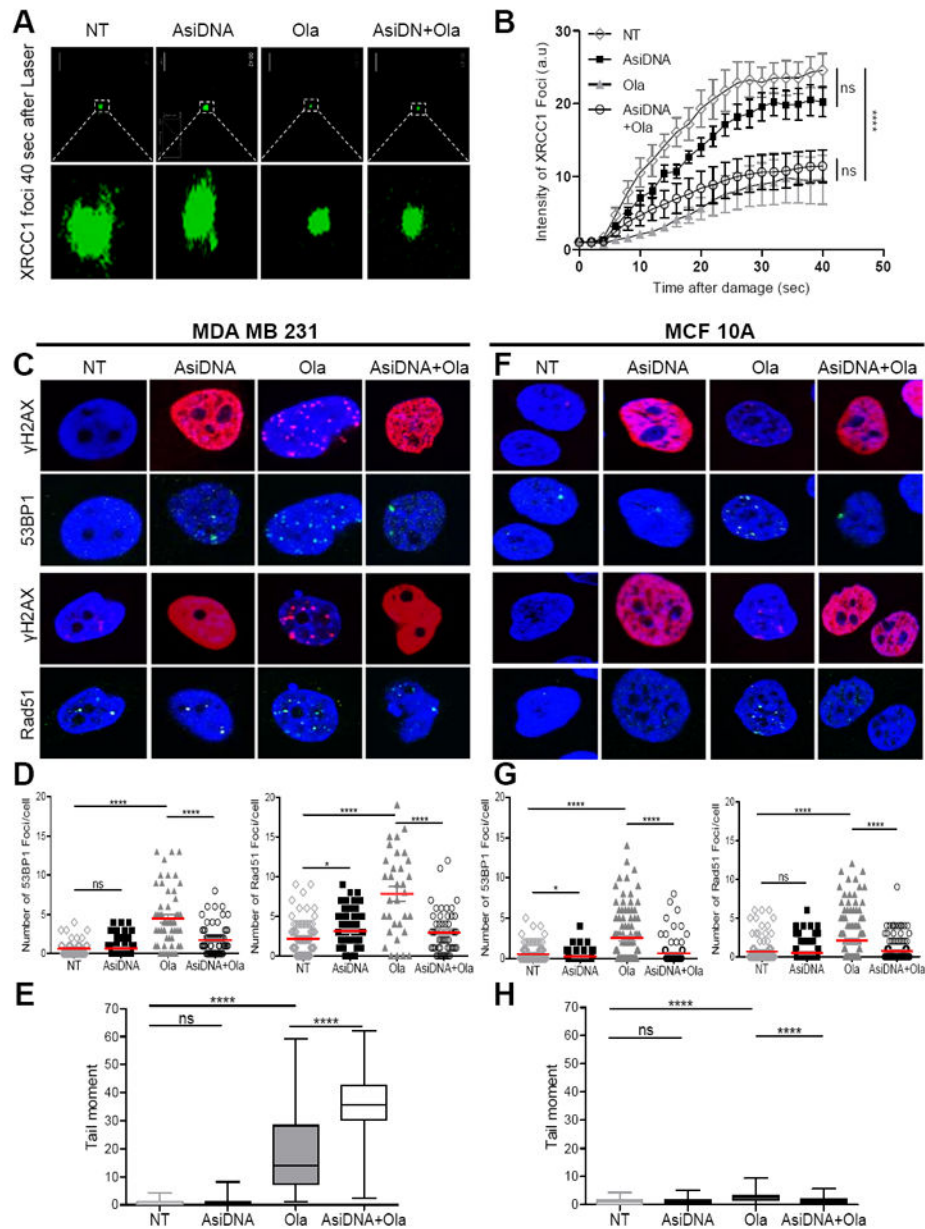 A
NT AsiDNA Ola AsiDN+Ola
XRCC1 foci 40 sec after Laser
B
NT
AsiDNA
Ola
AsiDNA
+Ola
Intensity of XRCC1 Foci (a.u)
30
20
10
0
0 10 20 30 40 50
Time after damage (sec)
ns
ns
****
MDA MB 231
MCF 10A
C
NT AsiDNA Ola AsiDNA+Ola
γH2AX
53BP1
γH2AX
Rad51
F
NT AsiDNA Ola AsiDNA+Ola
γH2AX
53BP1
γH2AX
Rad51
D
Number of 53BP1 Foci/cell
20
15
10
5
0
****
****
ns
NT AsiDNA Ola AsiDNA+Ola
Number of Rad51 Foci/cell
20
15
10
5
0
****
****
*
NT AsiDNA Ola AsiDNA+Ola
G
Number of 53BP1 Foci/cell
20
15
10
5
0
****
****
*
NT AsiDNA Ola AsiDNA+Ola
Number of Rad51 Foci/cell
20
15
10
5
0
****
****
ns
NT AsiDNA Ola AsiDNA+Ola
E
Tail moment
70
60
50
40
30
20
10
0
****
ns
****
NT AsiDNA Ola AsiDNA+Ola
H
Tail moment
70
60
50
40
30
20
10
0
****
ns
****
NT AsiDNA Ola AsiDNA+Ola